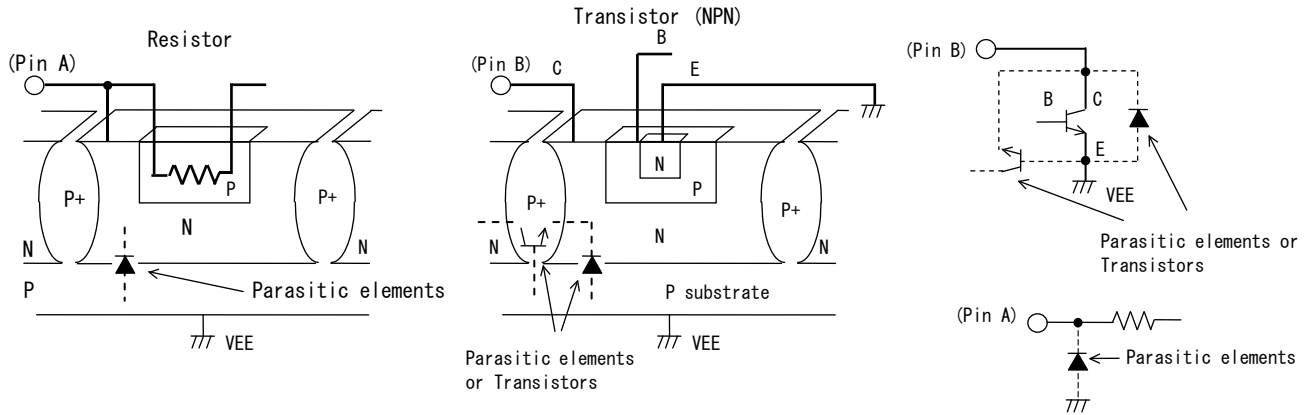 Resistor
(Pin A)
P+
P
P+
N
N
N
P
Parasitic elements
VEE
Transistor (NPN)
B
(Pin B)
C
E
N
P
P+
P+
N
N
N
P substrate
VEE
Parasitic elements
or Transistors
(Pin B)
B
C
E
VEE
Parasitic elements or
Transistors
(Pin A)
Parasitic elements